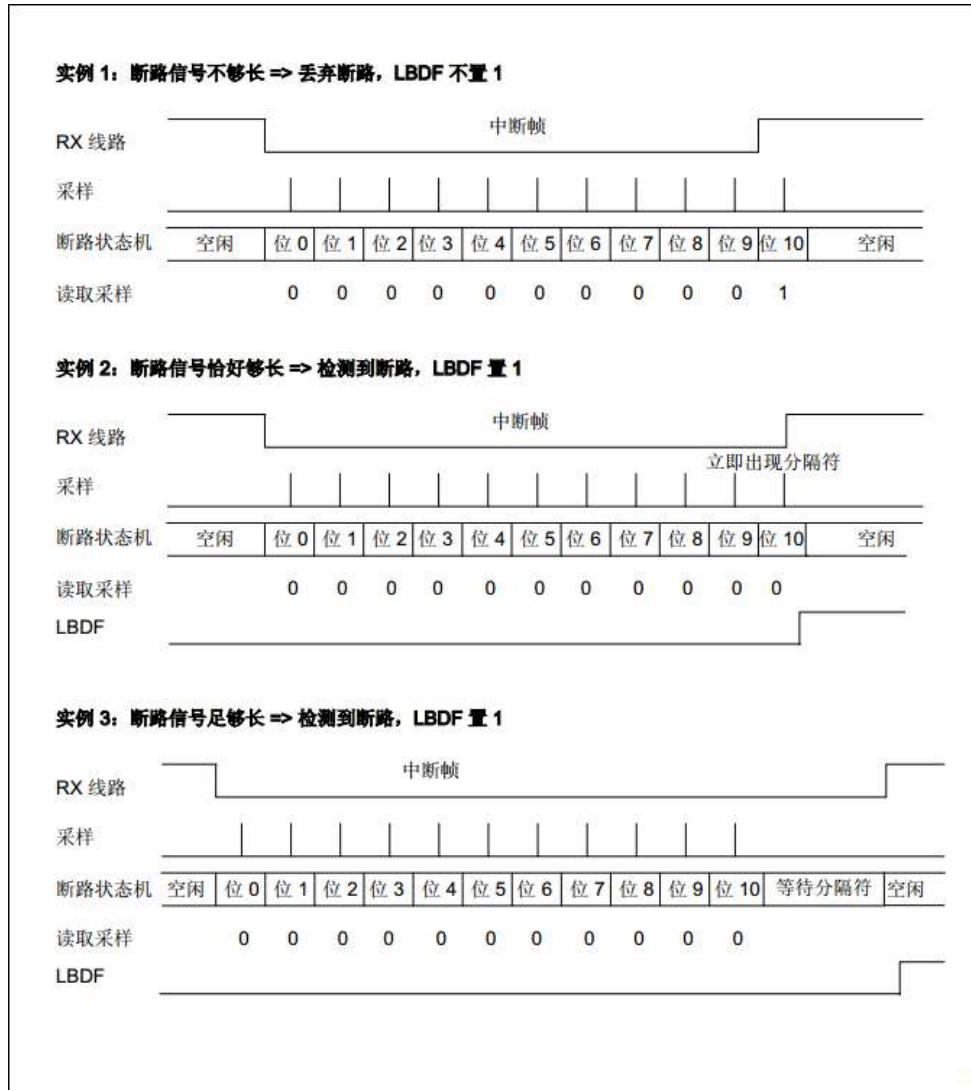 实例 1：断路信号不够长 => 丢弃断路，LBDF 不置 1
中断帧
RX 线路
采样
断路状态机 空闲 位 0 位 1 位 2 位 3 位 4 位 5 位 6 位 7 位 8 位 9 位 10 空闲
读取采样 0 0 0 0 0 0 0 0 0 0 1
实例 2：断路信号恰好够长 => 检测到断路，LBDF 置 1
中断帧
RX 线路
立即出现分隔符
采样
断路状态机 空闲 位 0 位 1 位 2 位 3 位 4 位 5 位 6 位 7 位 8 位 9 位 10 空闲
读取采样 0 0 0 0 0 0 0 0 0 0 0
LBDF
实例 3：断路信号足够长 => 检测到断路，LBDF 置 1
中断帧
RX 线路
采样
断路状态机 空闲 位 0 位 1 位 2 位 3 位 4 位 5 位 6 位 7 位 8 位 9 位 10 等待分隔符 空闲
读取采样 0 0 0 0 0 0 0 0 0 0 0
LBDF